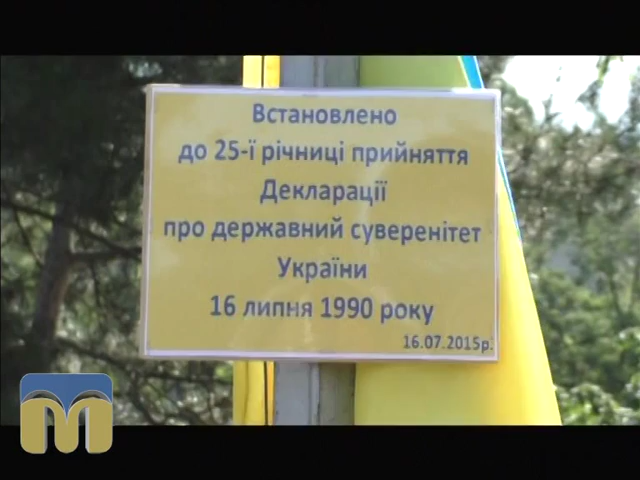 Встановлено
до 25-ї річниці прийняття
Декларації
про державний суверенітет
України
16 липня 1990 року
16.07.2015р.
М